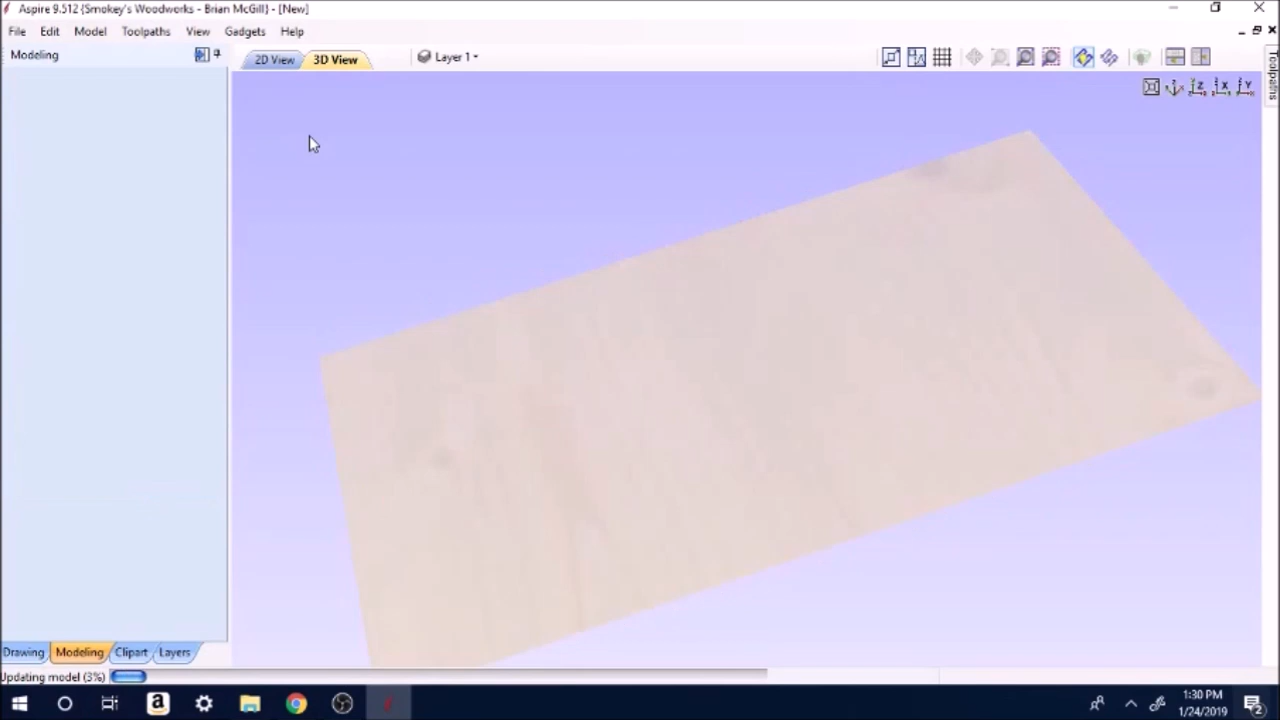 Aspire 9.512 {Smokey's Woodworks - Brian McGill} - [New]
File Edit Model Toolpaths View Gadgets Help
Modeling
2D View 3D View Layer 1
Z X Y
Toolpaths
Drawing Modeling Clipart Layers
Updating model (3%)
1:30 PM
1/24/2019
2